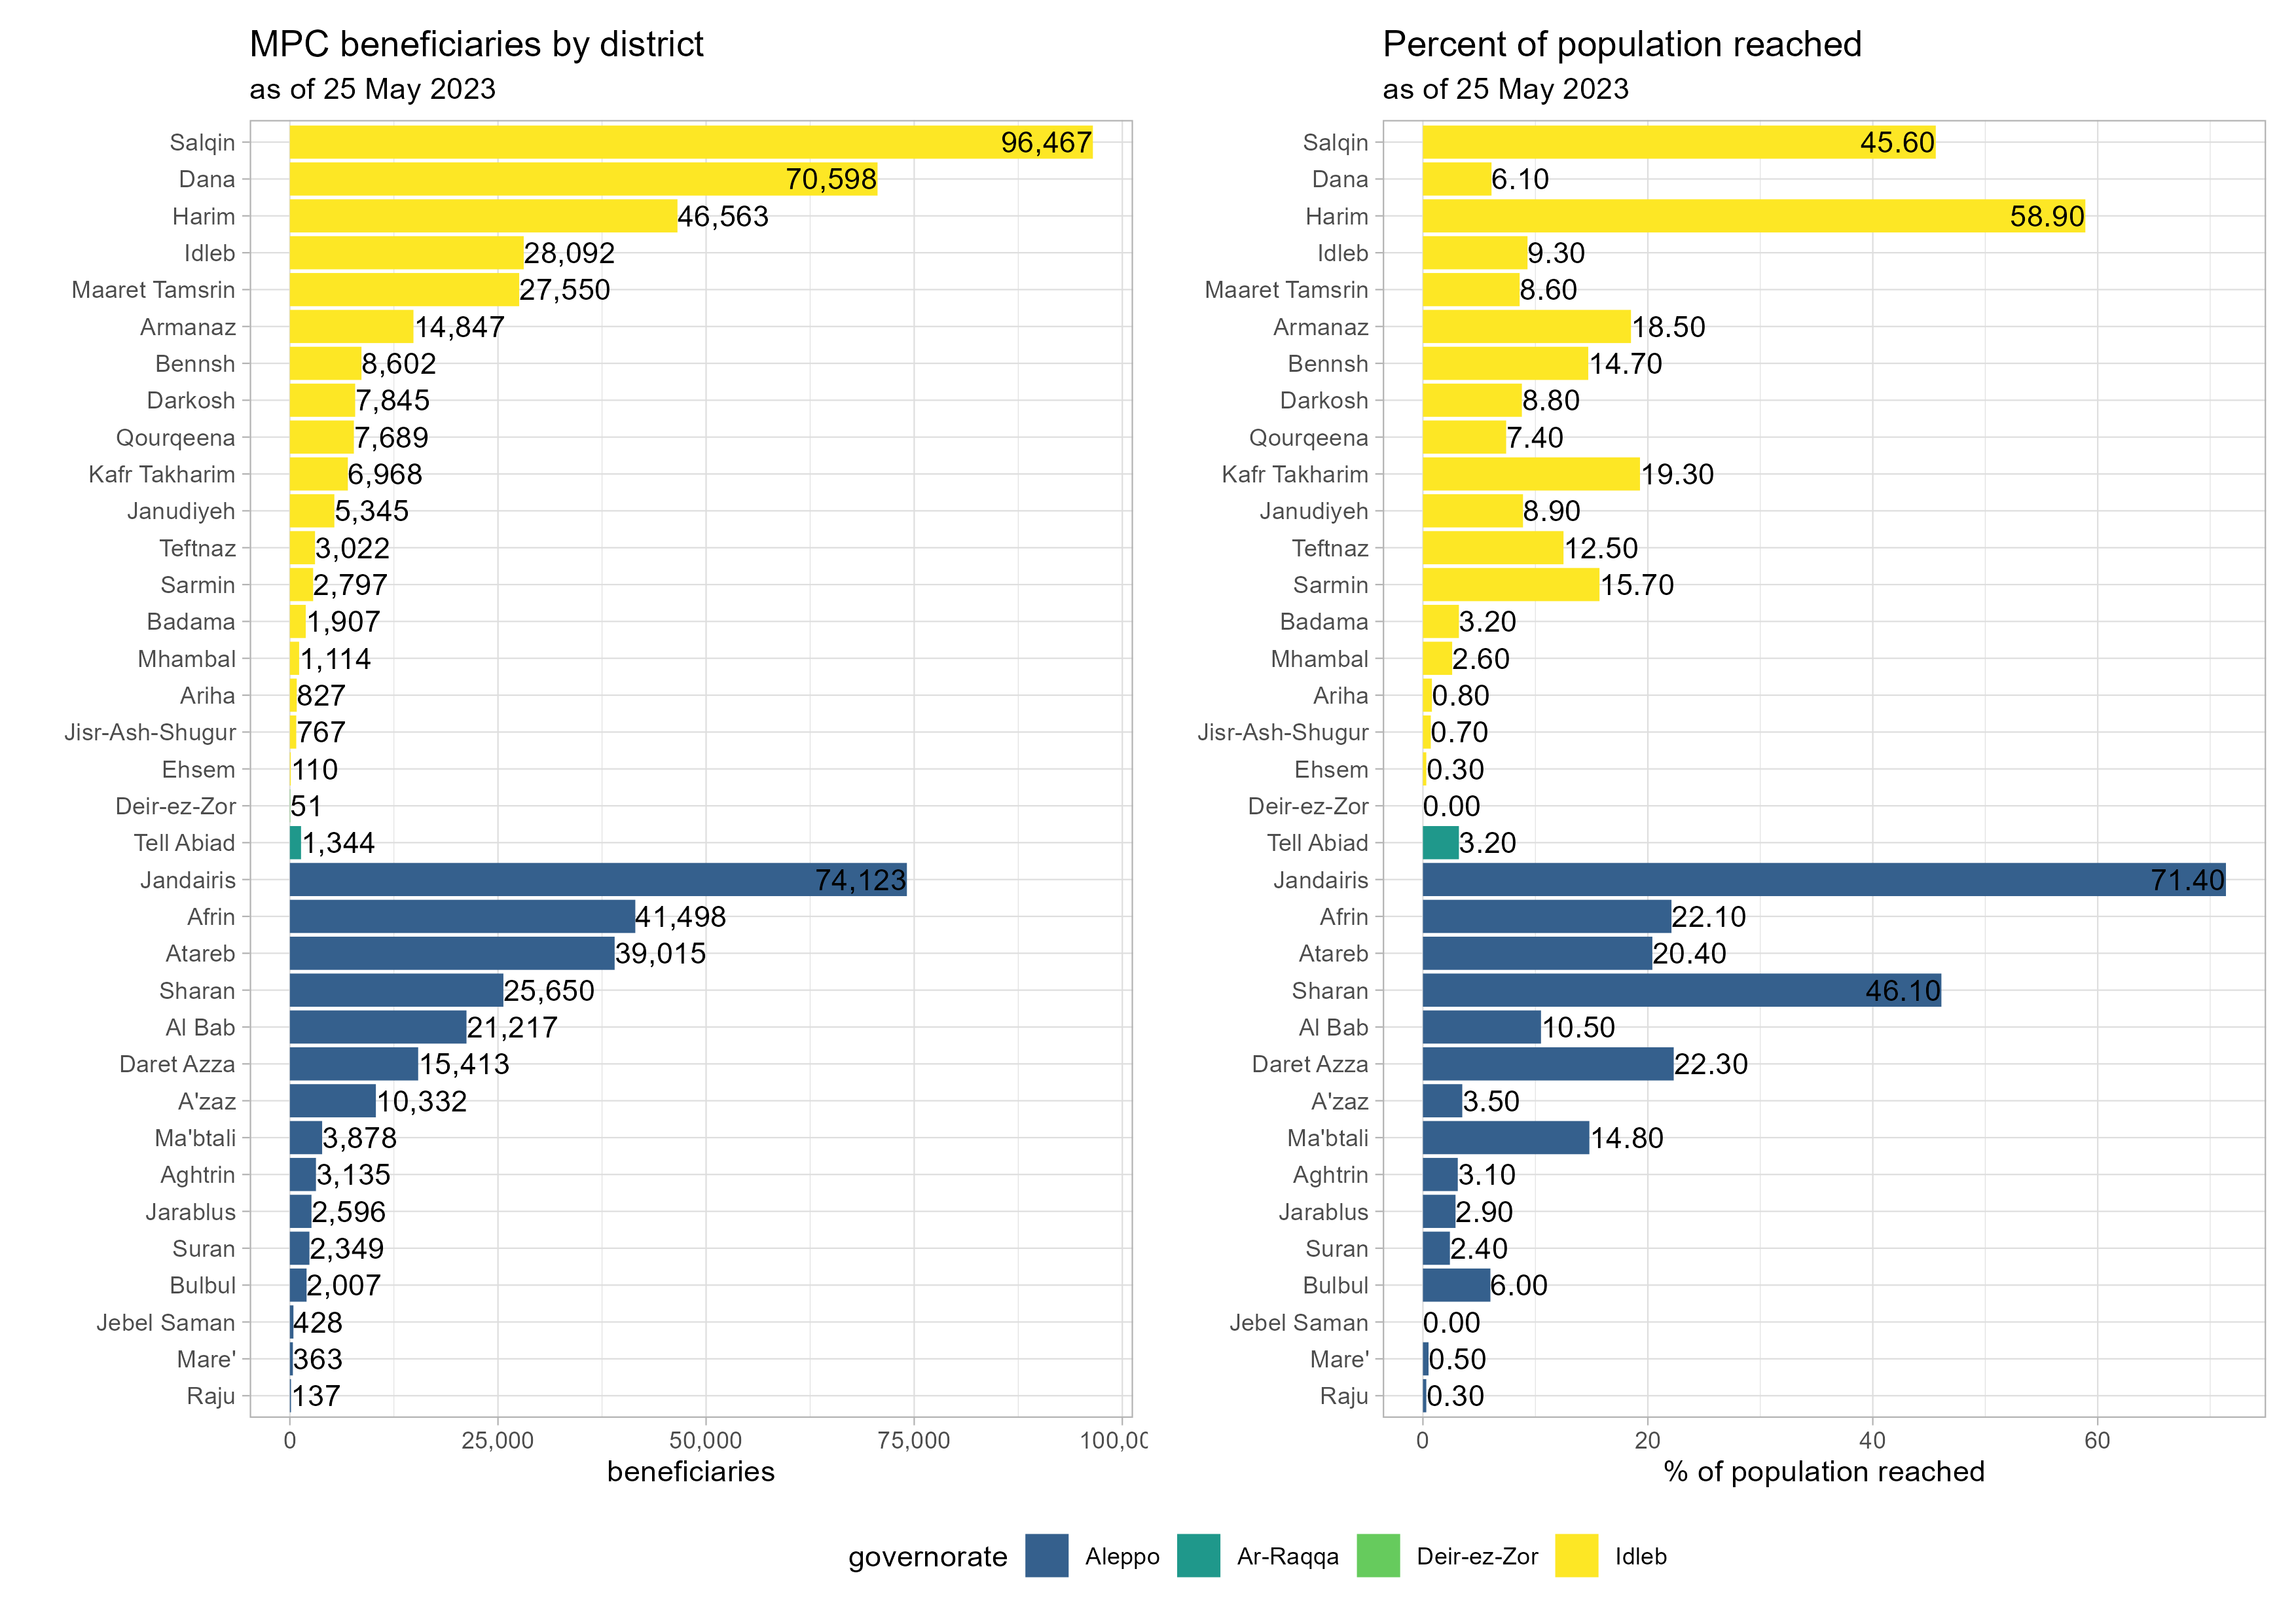 MPC beneficiaries by district
as of 25 May 2023
Salqin 96,467
Dana 70,598
Harim 46,563
Idleb 28,092
Maaret Tamsrin 27,550
Armanaz 14,847
Bennsh 8,602
Darkosh 7,845
Qourqeena 7,689
Kafr Takharim 6,968
Janudiyeh 5,345
Teftnaz 3,022
Sarmin 2,797
Badama 1,907
Mhambal 1,114
Ariha 827
Jisr-Ash-Shugur 767
Ehsem 110
Deir-ez-Zor 51
Tell Abiad 1,344
Jandairis 74,123
Afrin 41,498
Atareb 39,015
Sharan 25,650
Al Bab 21,217
Daret Azza 15,413
A'zaz 10,332
Ma'btali 3,878
Aghtrin 3,135
Jarablus 2,596
Suran 2,349
Bulbul 2,007
Jebel Saman 428
Mare' 363
Raju 137
0 25,000 50,000 75,000 100,00
beneficiaries
Percent of population reached
as of 25 May 2023
Salqin 45.60
Dana 6.10
Harim 58.90
Idleb 9.30
Maaret Tamsrin 8.60
Armanaz 18.50
Bennsh 14.70
Darkosh 8.80
Qourqeena 7.40
Kafr Takharim 19.30
Janudiyeh 8.90
Teftnaz 12.50
Sarmin 15.70
Badama 3.20
Mhambal 2.60
Ariha 0.80
Jisr-Ash-Shugur 0.70
Ehsem 0.30
Deir-ez-Zor 0.00
Tell Abiad 3.20
Jandairis 71.40
Afrin 22.10
Atareb 20.40
Sharan 46.10
Al Bab 10.50
Daret Azza 22.30
A'zaz 3.50
Ma'btali 14.80
Aghtrin 3.10
Jarablus 2.90
Suran 2.40
Bulbul 6.00
Jebel Saman 0.00
Mare' 0.50
Raju 0.30
0 20 40 60
% of population reached
governorate Aleppo Ar-Raqqa Deir-ez-Zor Idleb